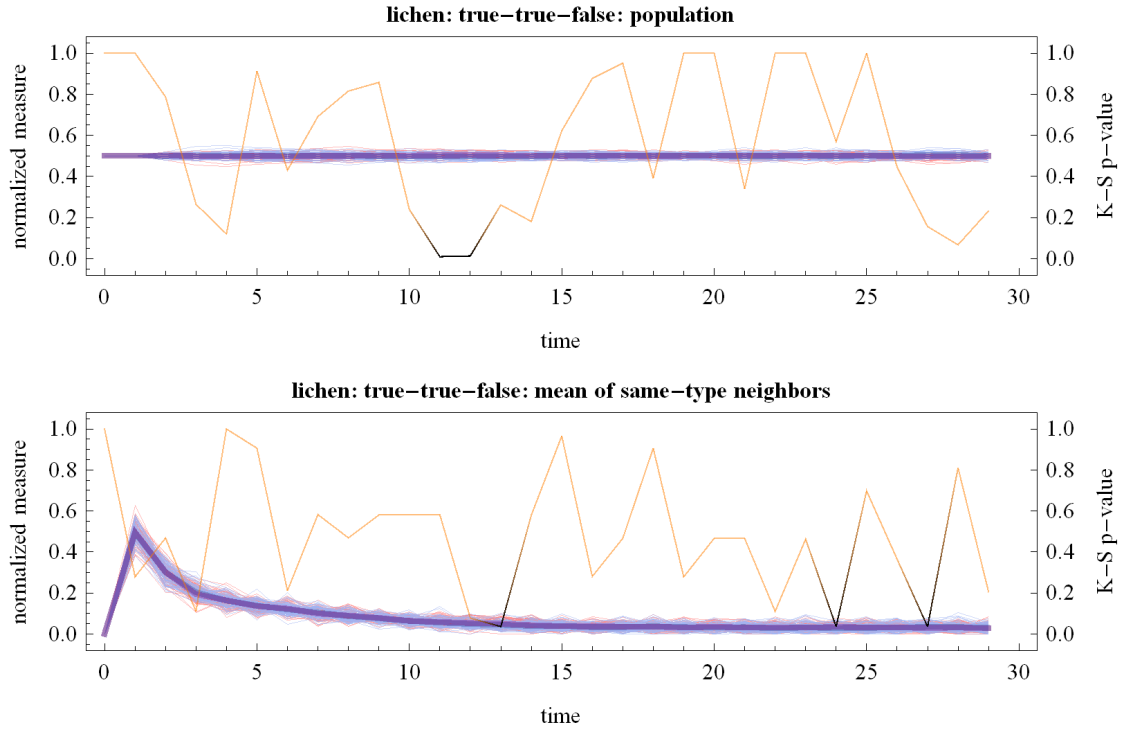 lichen: true−true−false: population
normalized measure
1.0
0.8
0.6
0.4
0.2
0.0
1.0
0.8
0.6
0.4
0.2
0.0
K−S p−value
0 5 10 15 20 25 30
time
lichen: true−true−false: mean of same−type neighbors
normalized measure
1.0
0.8
0.6
0.4
0.2
0.0
1.0
0.8
0.6
0.4
0.2
0.0
K−S p−value
0 5 10 15 20 25 30
time